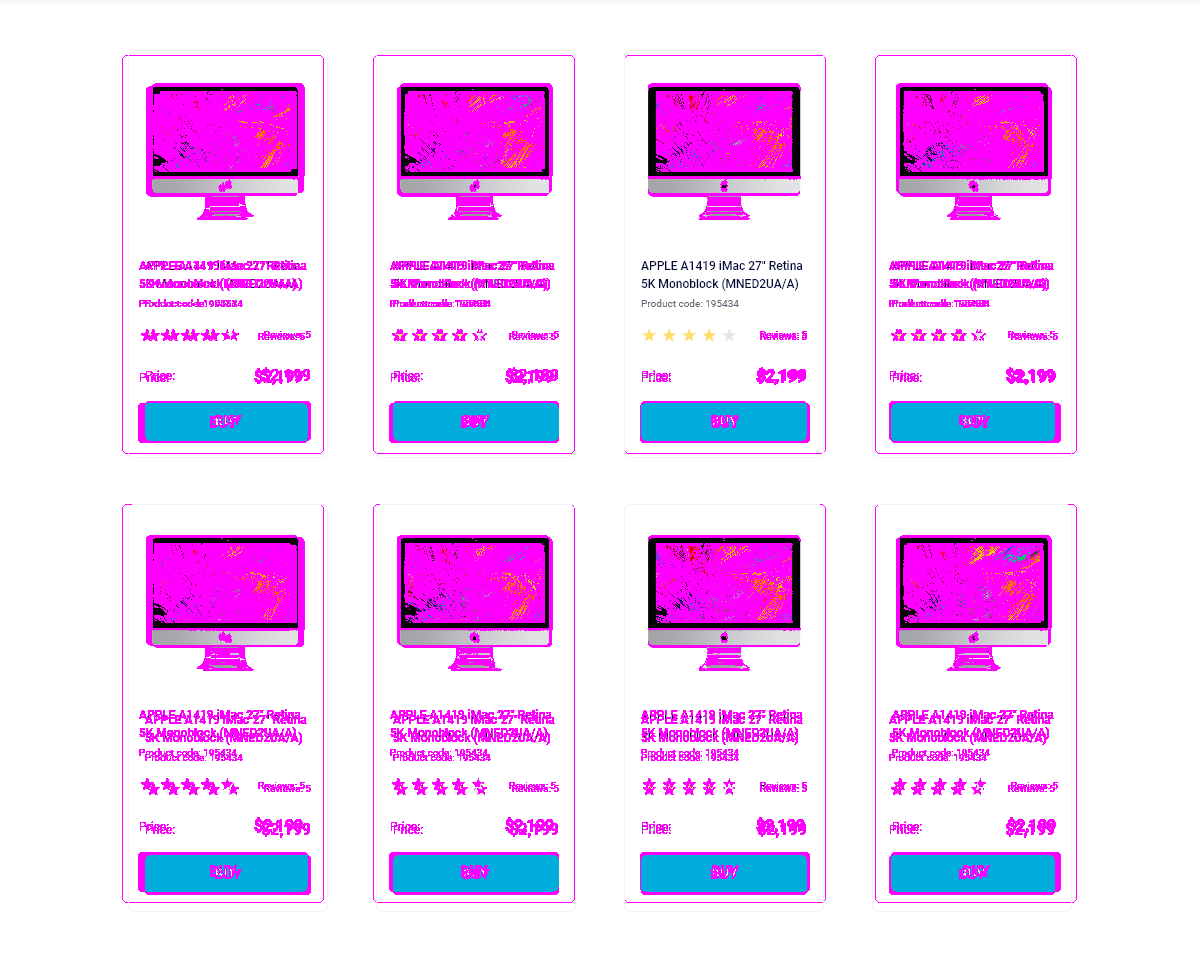 APPLE A1419 iMac 27" Retina
5K Monoblock (MNED2UA/A)
Product code: 195434
Reviews: 5
Price:
$2,199
BUY
APPLE A1419 iMac 27" Retina
5K Monoblock (MNED2UA/A)
Product code: 195434
Reviews: 5
Price:
$2,199
BUY
APPLE A1419 iMac 27" Retina
5K Monoblock (MNED2UA/A)
Product code: 195434
Reviews: 5
Price:
$2,199
BUY
APPLE A1419 iMac 27" Retina
5K Monoblock (MNED2UA/A)
Product code: 195434
Reviews: 5
Price:
$2,199
BUY
APPLE A1419 iMac 27" Retina
5K Monoblock (MNED2UA/A)
Product code: 195434
Reviews: 5
Price:
$2,199
BUY
APPLE A1419 iMac 27" Retina
5K Monoblock (MNED2UA/A)
Product code: 195434
Reviews: 5
Price:
$2,199
BUY
APPLE A1419 iMac 27" Retina
5K Monoblock (MNED2UA/A)
Product code: 195434
Reviews: 5
Price:
$2,199
BUY
APPLE A1419 iMac 27" Retina
5K Monoblock (MNED2UA/A)
Product code: 195434
Reviews: 5
Price:
$2,199
BUY